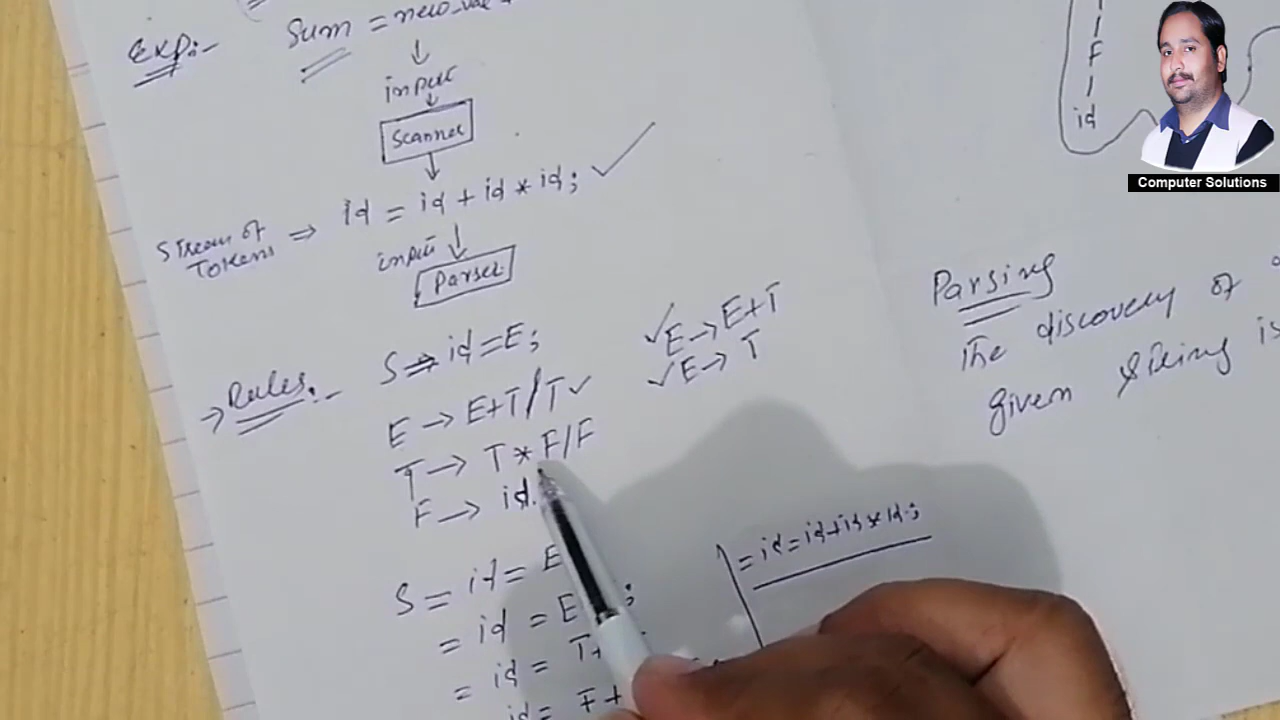 Exp:-
Sum = new_val
input
Scanner
Stream of Tokens ⇒ id = id + id * id; ✓
input
Parser
→ Rules:-
S → id = E;
E → E+T/T ✓
T → T * F/F
F → id.
✓ E → E+T
✓ E → T
S = id = E
= id = E ;
= id = T+
id = F+
= id = id + id * id;
F
id
Parsing
The discovery of
given string is
Computer Solutions